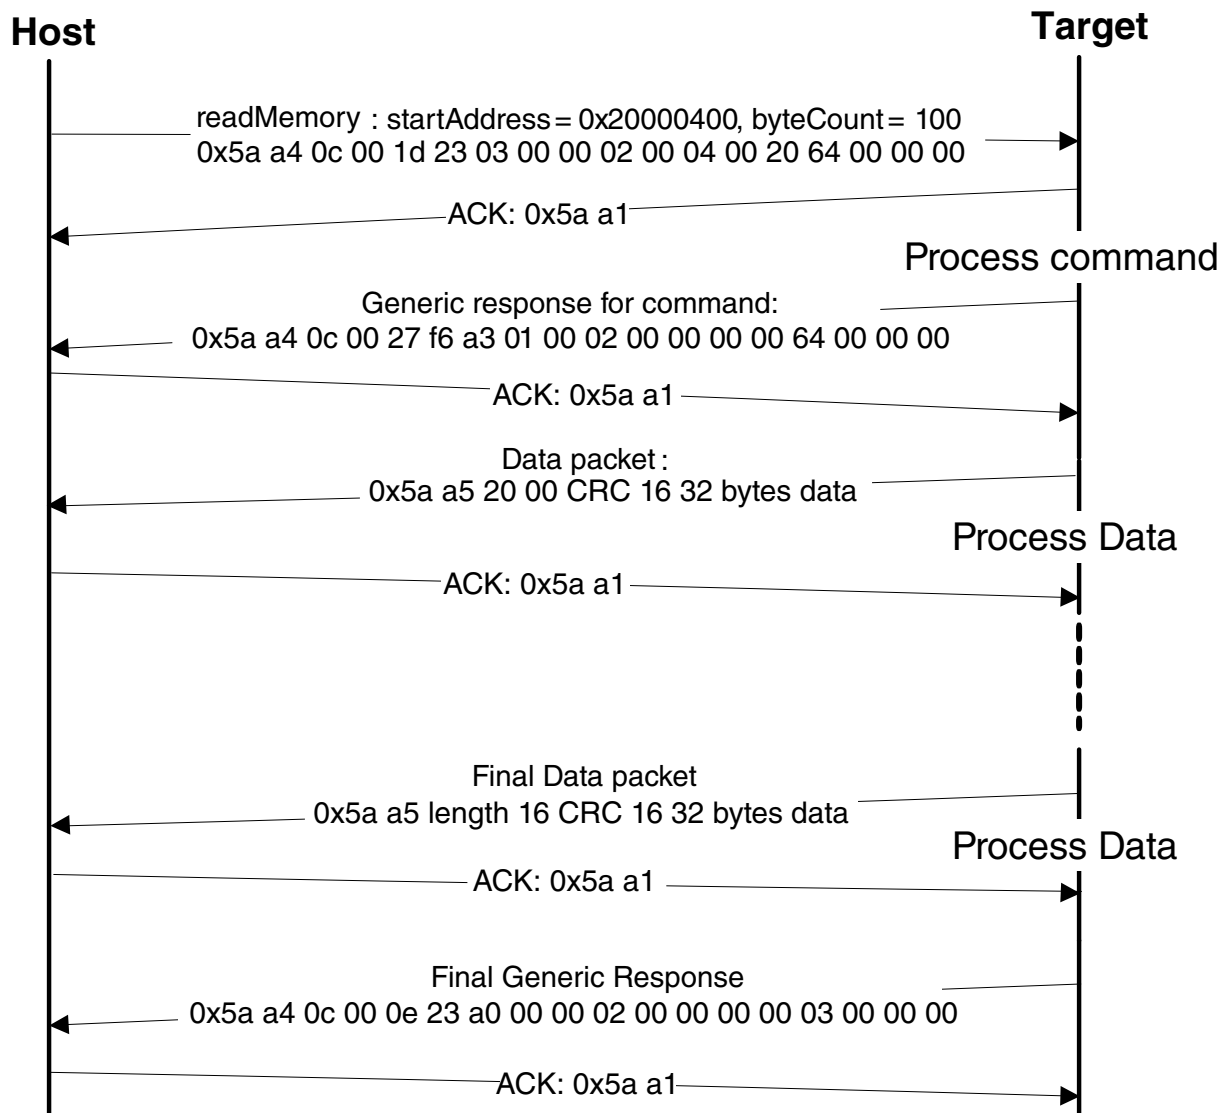 Host
Target
readMemory : startAddress = 0x20000400, byteCount = 100
0x5a a4 0c 00 1d 23 03 00 00 02 00 04 00 20 64 00 00 00
ACK: 0x5a a1
Process command
Generic response for command:
0x5a a4 0c 00 27 f6 a3 01 00 02 00 00 00 00 64 00 00 00
ACK: 0x5a a1
Data packet :
0x5a a5 20 00 CRC 16 32 bytes data
Process Data
ACK: 0x5a a1
Final Data packet
0x5a a5 length 16 CRC 16 32 bytes data
Process Data
ACK: 0x5a a1
Final Generic Response
0x5a a4 0c 00 0e 23 a0 00 00 02 00 00 00 00 03 00 00 00
ACK: 0x5a a1